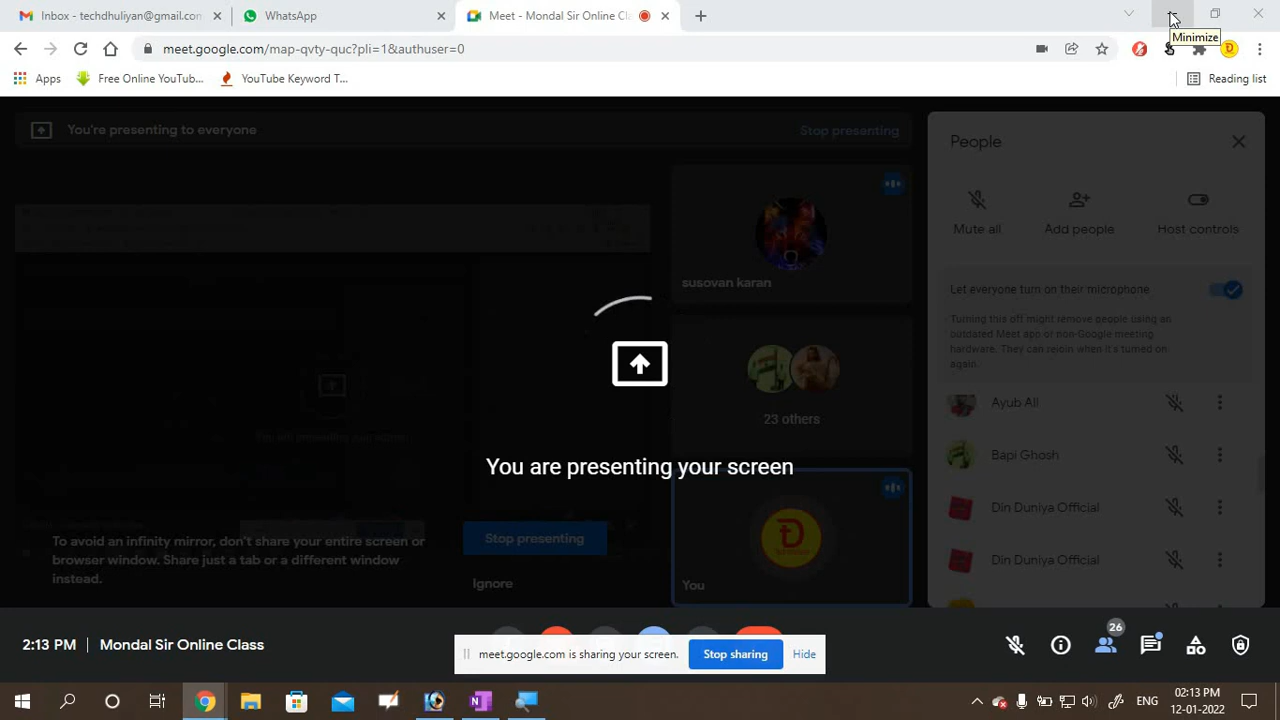 Inbox - techdhuliyan@gmail.com
WhatsApp
Meet - Mondal Sir Online Cl
Minimize
meet.google.com/map-qvty-quc?pli=1&authuser=0
Apps
Free Online YouTub...
YouTube Keyword T...
Reading list
You're presenting to everyone
Stop presenting
People
Mute all
Add people
Host controls
susovan karan
Let everyone turn on their microphone
Turning this off might remove people using an
outdated Meet app or non-Google meeting
hardware. They can rejoin when it's turned on
again.
23 others
Ayub Ali
Bapi Ghosh
Din Duniya Official
Din Duniya Official
You are presenting your screen
To avoid an infinity mirror, don't share your entire screen or
browser window. Share just a tab or a different window
instead.
Stop presenting
Ignore
You
2:13 PM | Mondal Sir Online Class
meet.google.com is sharing your screen.
Stop sharing
Hide
26
ENG
02:13 PM
12-01-2022